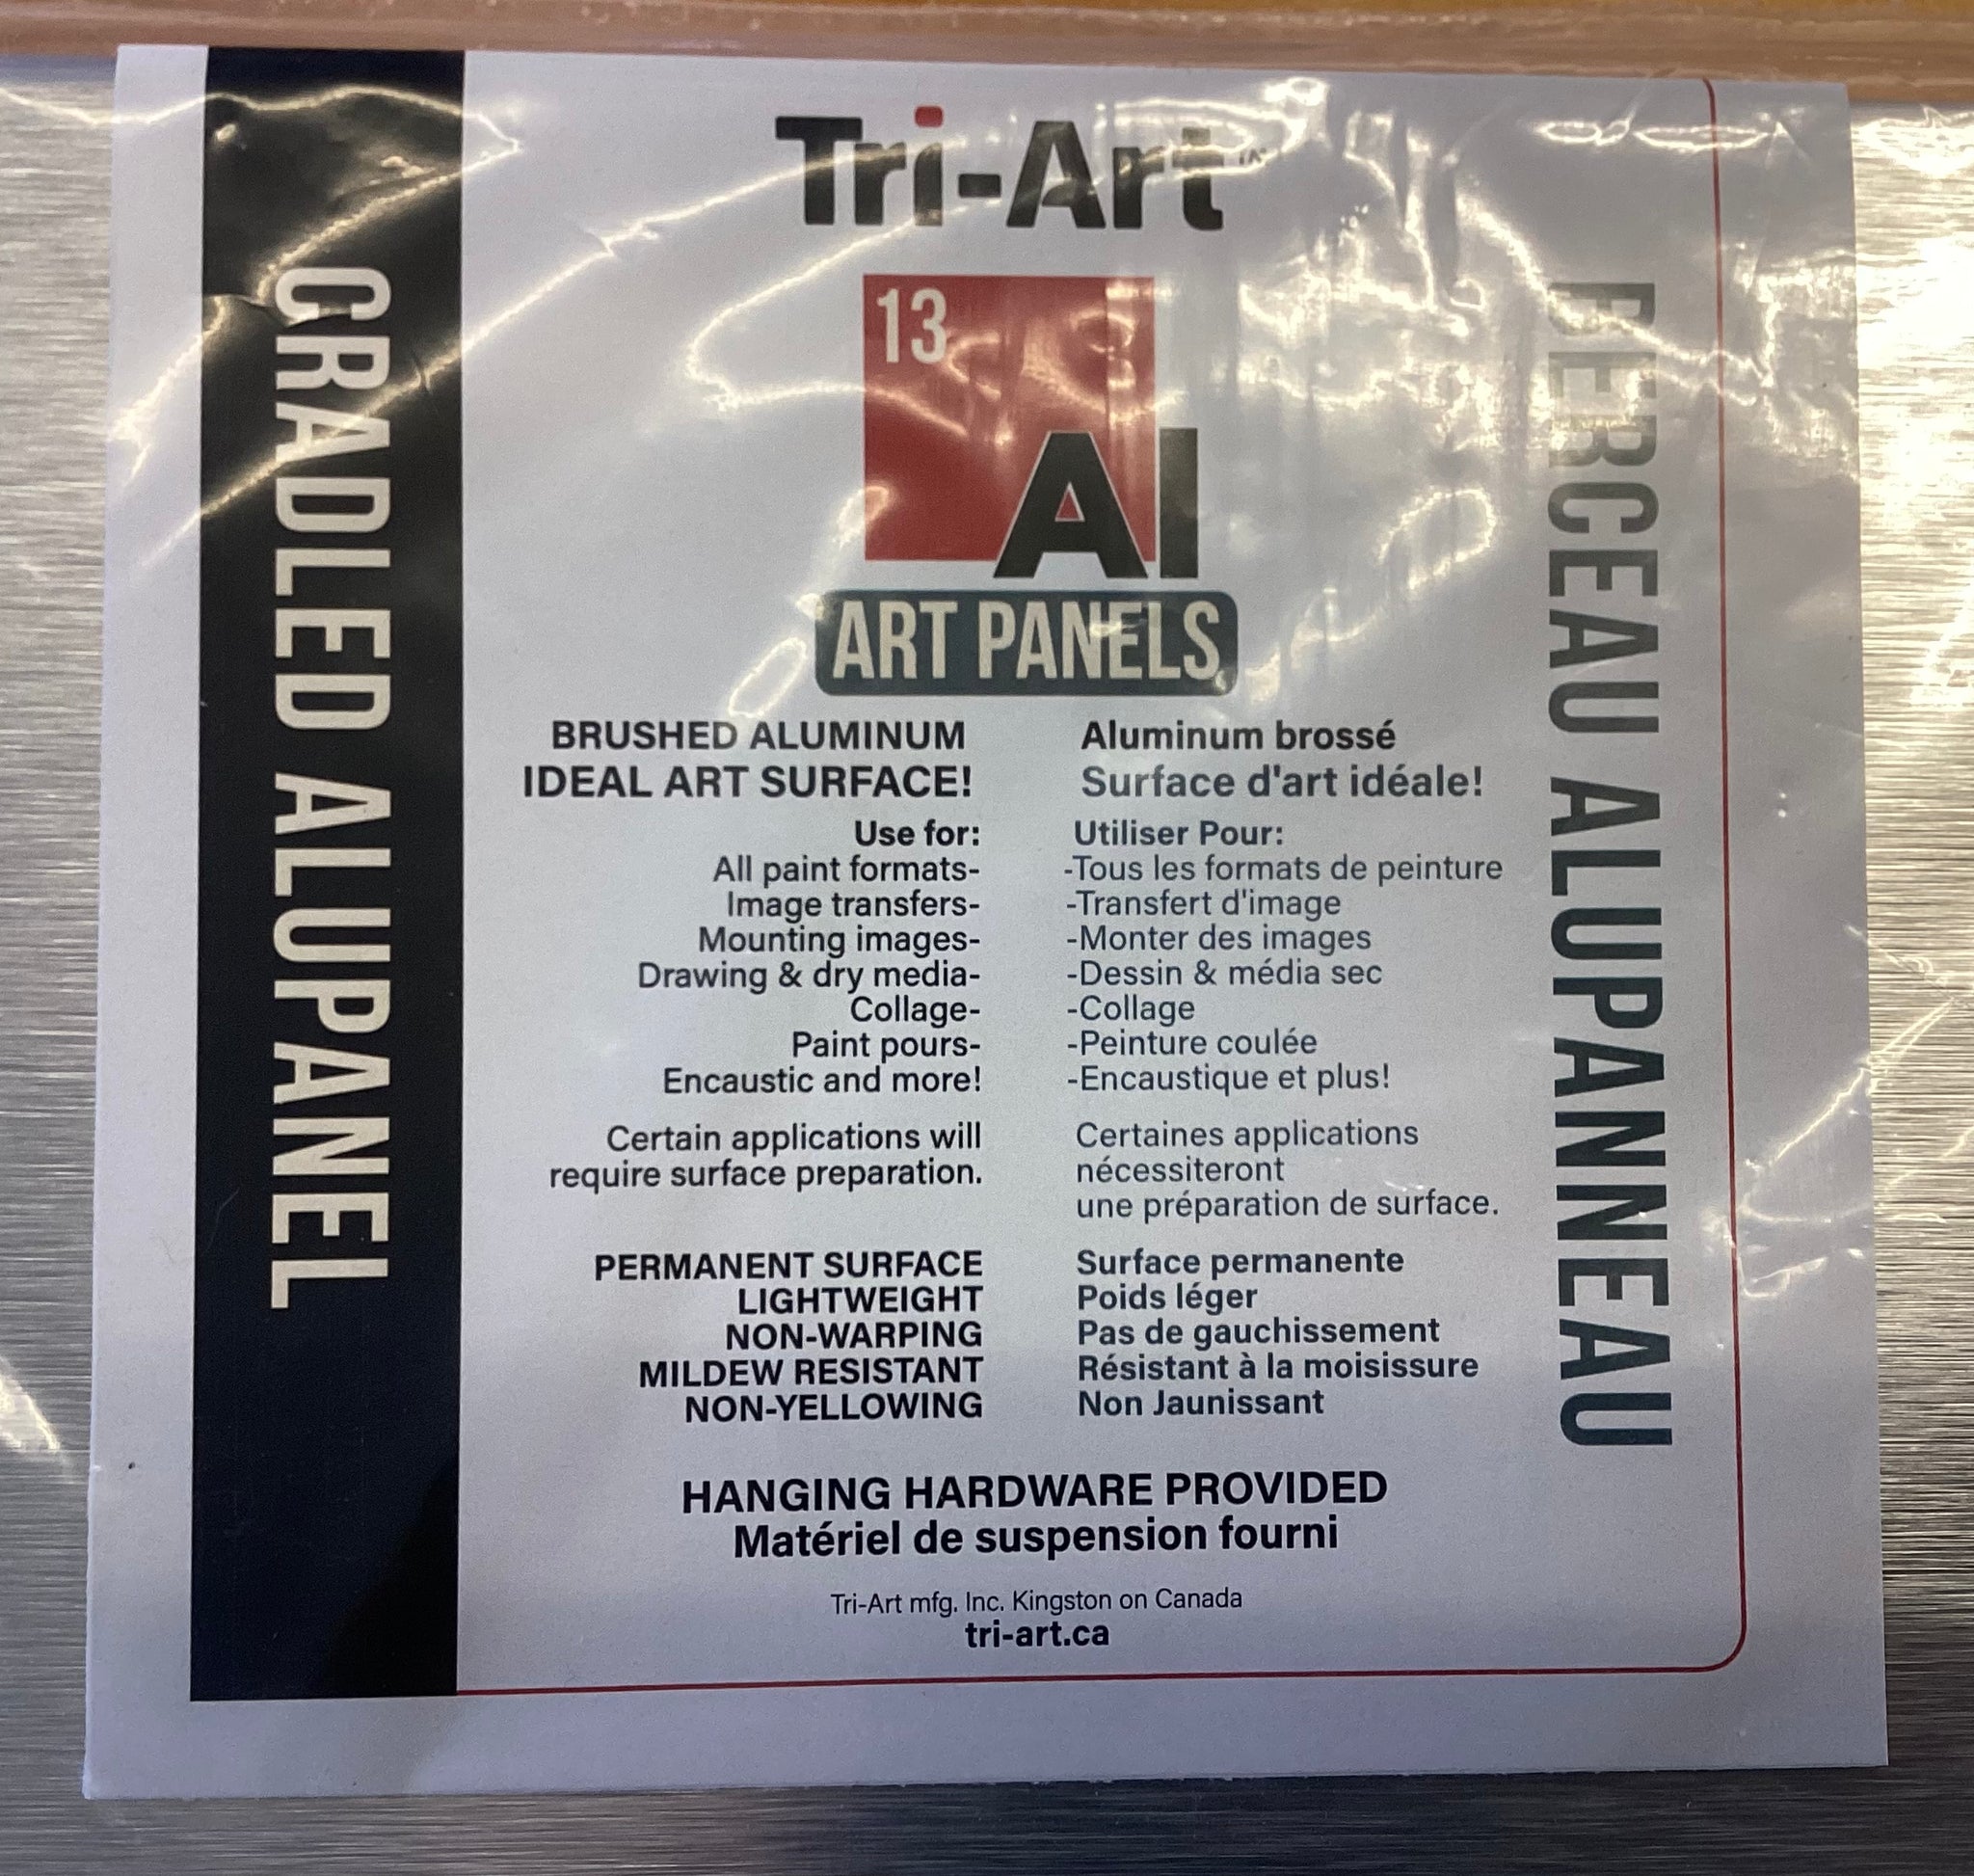 Tri-Art
13
Al
ART PANELS
CRADLED ALUPANEL
BRUSHED ALUMINUM
IDEAL ART SURFACE!
Use for:
All paint formats-
Image transfers-
Mounting images-
Drawing & dry media-
Collage-
Paint pours-
Encaustic and more!
Certain applications will
require surface preparation.
PERMANENT SURFACE
LIGHTWEIGHT
NON-WARPING
MILDEW RESISTANT
NON-YELLOWING
Aluminum brossé
Surface d'art idéale!
Utiliser Pour:
-Tous les formats de peinture
-Transfert d'image
-Monter des images
-Dessin & média sec
-Collage
-Peinture coulée
-Encaustique et plus!
Certaines applications
nécessiteront
une préparation de surface.
Surface permanente
Poids léger
Pas de gauchissement
Résistant à la moisissure
Non Jaunissant
BERCEAU ALUPANNEAU
HANGING HARDWARE PROVIDED
Matériel de suspension fourni
Tri-Art mfg. Inc. Kingston on Canada
tri-art.ca